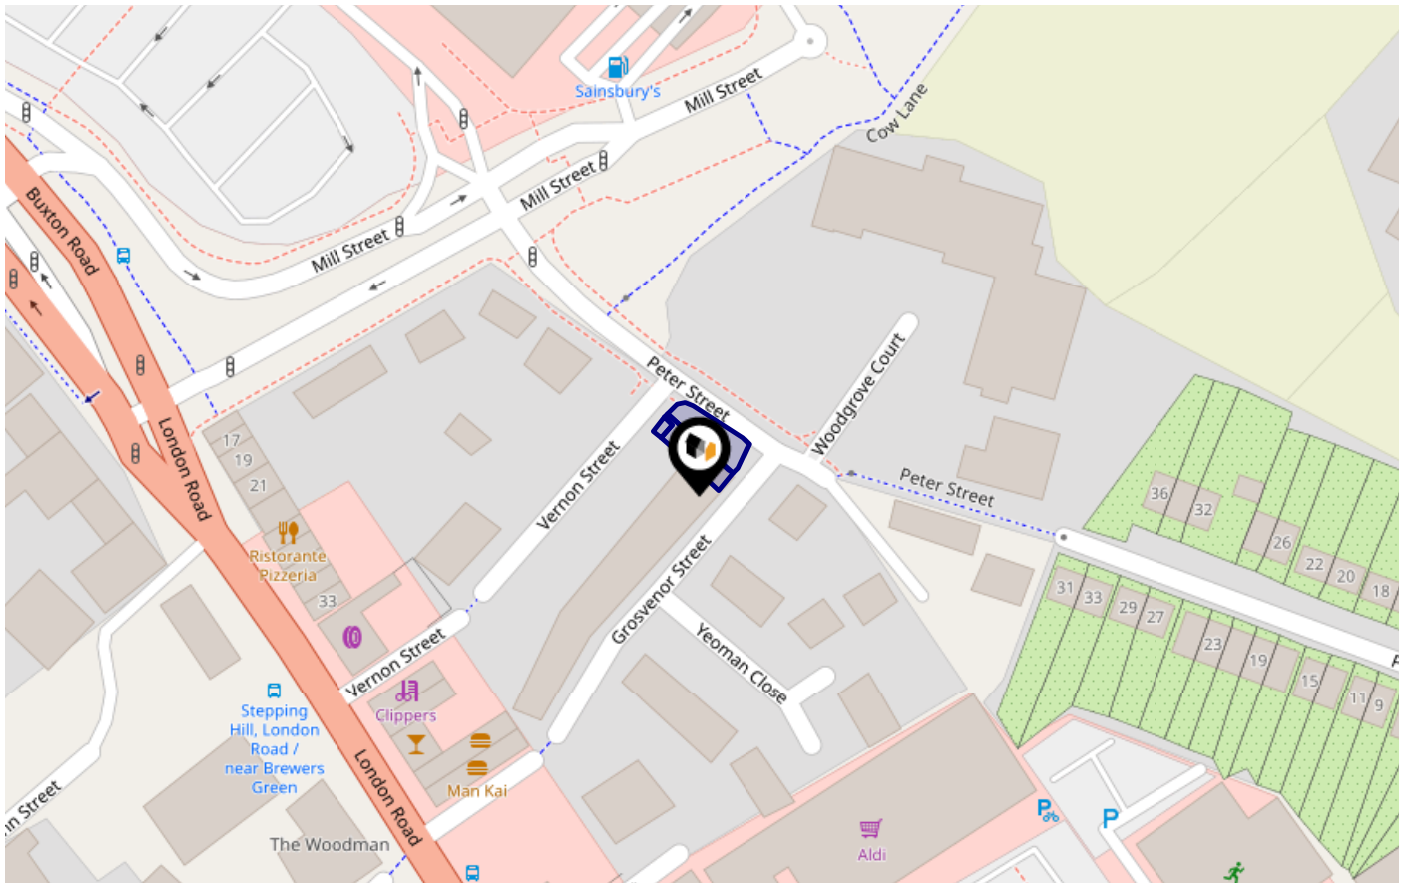 Sainsbury's
Mill Street
Cow Lane
Mill Street
Buxton Road
Mill Street
Peter Street
Woodgrove Court
London Road
17
19
21
Vernon Street
Peter Street
36
32
26
22
20
18
Ristorante
Pizzeria
33
31
33
29
27
23
19
15
11
9
Grosvenor Street
Yeoman Close
Vernon Street
Clippers
Stepping
Hill, London
Road /
near Brewers
Green
London Road
Man Kai
The Woodman
P
P
Aldi